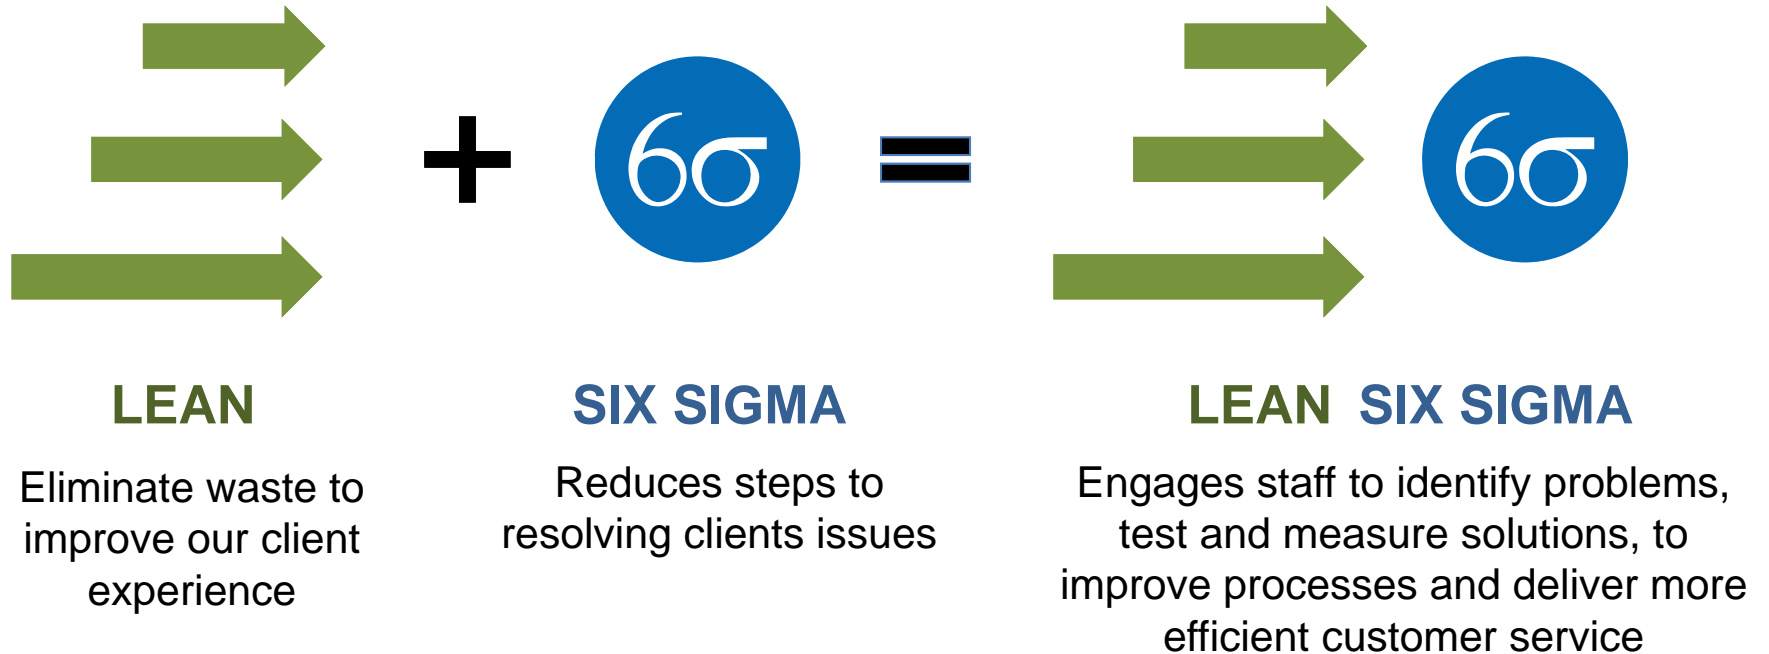 6σ
6σ
LEAN
Eliminate waste to
improve our client
experience
SIX SIGMA
Reduces steps to
resolving clients issues
LEAN SIX SIGMA
Engages staff to identify problems,
test and measure solutions, to
improve processes and deliver more
efficient customer service